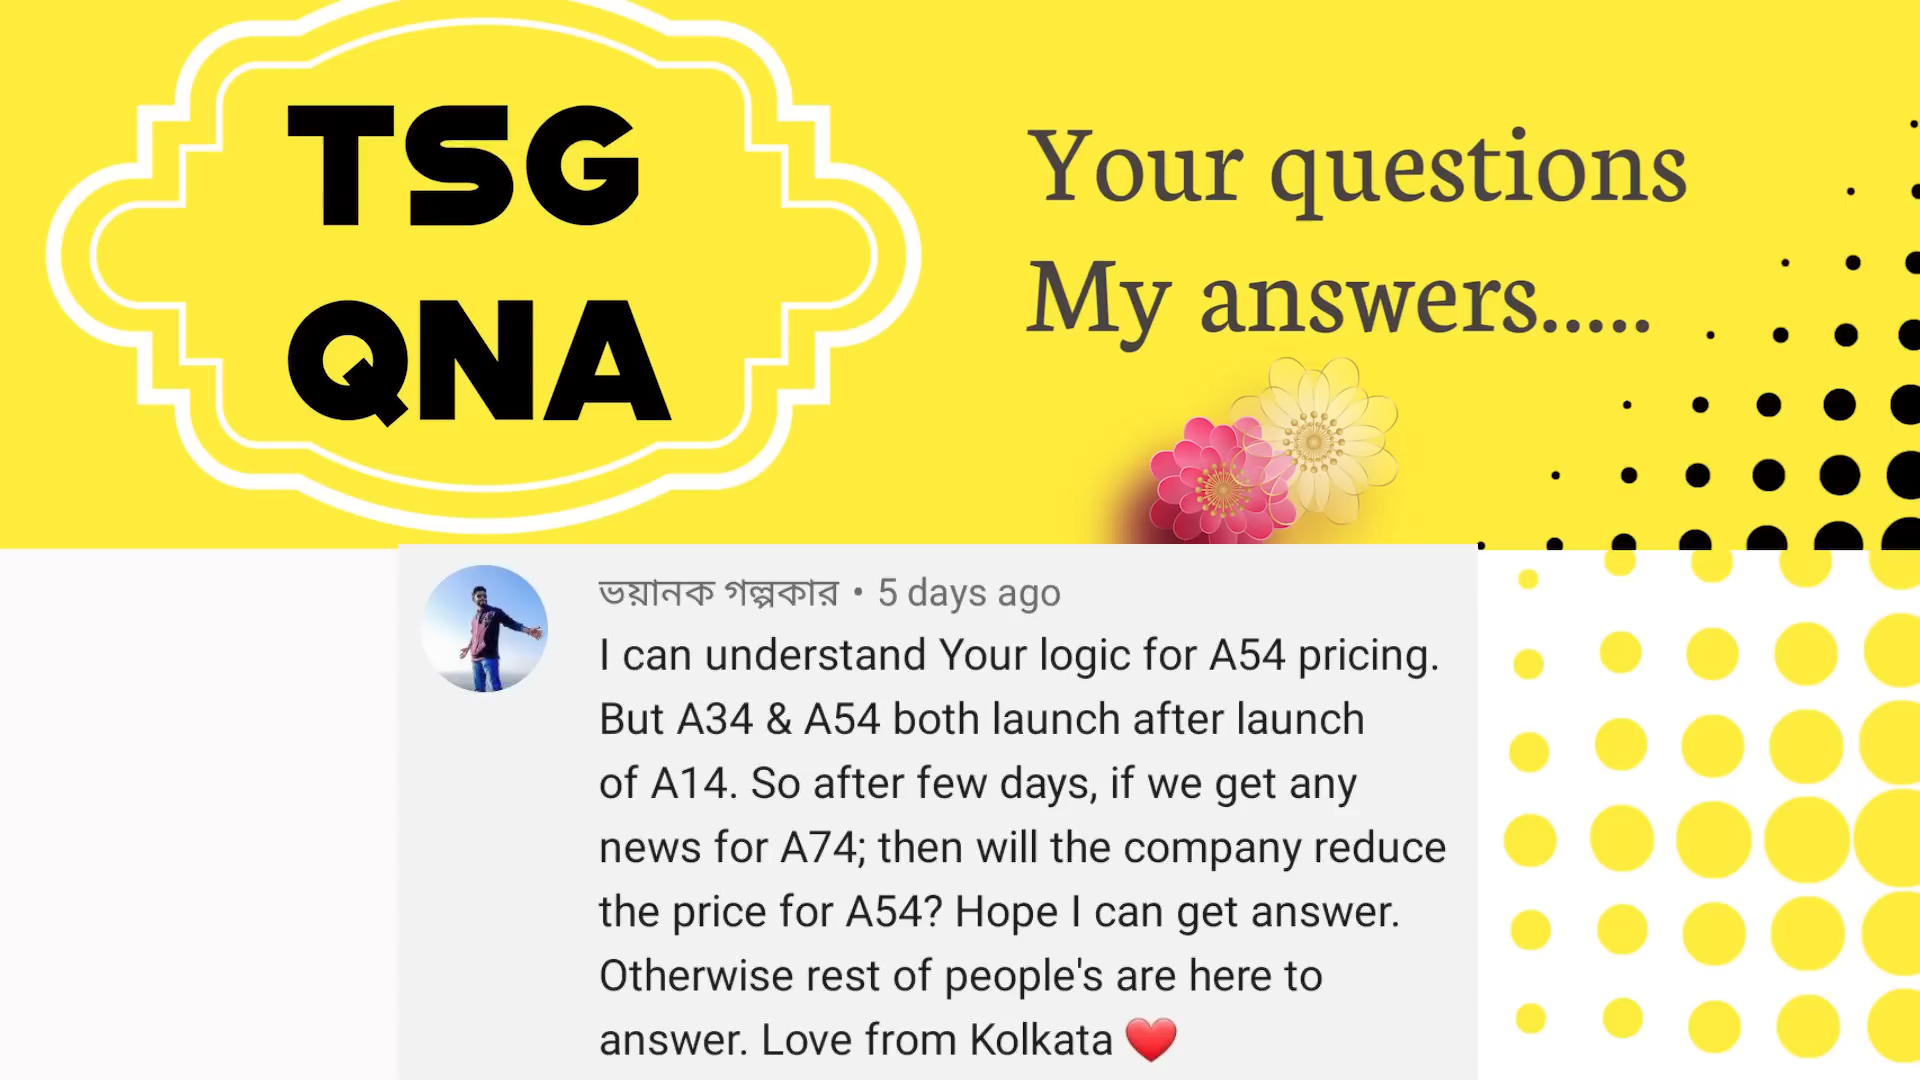 TSG
QNA
Your questions
My answers.....
ভয়ানক গল্পকার • 5 days ago
I can understand Your logic for A54 pricing.
But A34 & A54 both launch after launch
of A14. So after few days, if we get any
news for A74; then will the company reduce
the price for A54? Hope I can get answer.
Otherwise rest of people's are here to
answer. Love from Kolkata ❤️